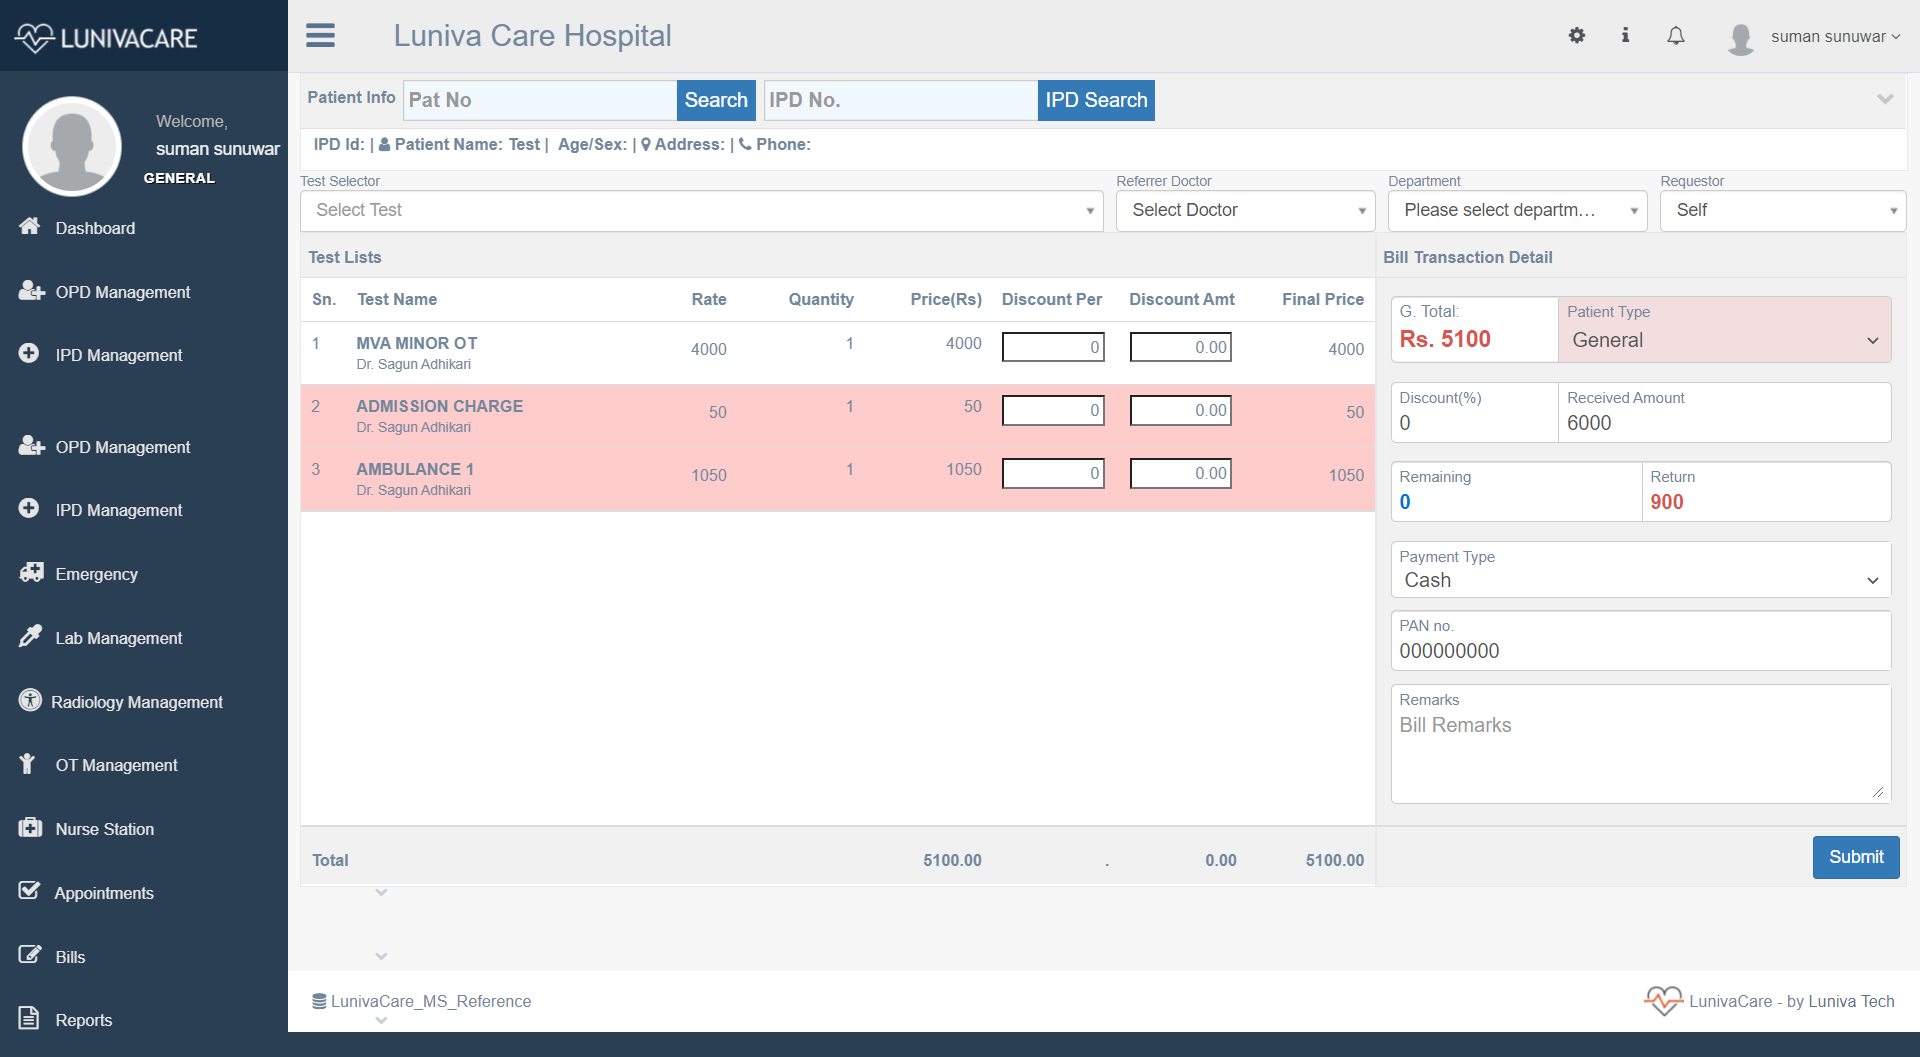 LUNIVACARE
Luniva Care Hospital
suman sunuwar
Welcome,
suman sunuwar
GENERAL
Dashboard
OPD Management
IPD Management
OPD Management
IPD Management
Emergency
Lab Management
Radiology Management
OT Management
Nurse Station
Appointments
Bills
Reports
Patient Info Pat No Search IPD No. IPD Search
IPD Id: | Patient Name: Test | Age/Sex: | Address: | Phone:
Test Selector Referrer Doctor Department Requestor
Select Test Select Doctor Please select departm... Self
Test Lists
Sn. Test Name Rate Quantity Price(Rs) Discount Per Discount Amt Final Price
1 MVA MINOR OT 4000 1 4000 0 0.00 4000
Dr. Sagun Adhikari
2 ADMISSION CHARGE 50 1 50 0 0.00 50
Dr. Sagun Adhikari
3 AMBULANCE 1 1050 1 1050 0 0.00 1050
Dr. Sagun Adhikari
Total 5100.00 . 0.00 5100.00
Bill Transaction Detail
G. Total: Patient Type
Rs. 5100 General
Discount(%) Received Amount
0 6000
Remaining Return
0 900
Payment Type
Cash
PAN no.
000000000
Remarks
Bill Remarks
Submit
LunivaCare_MS_Reference
LunivaCare - by Luniva Tech